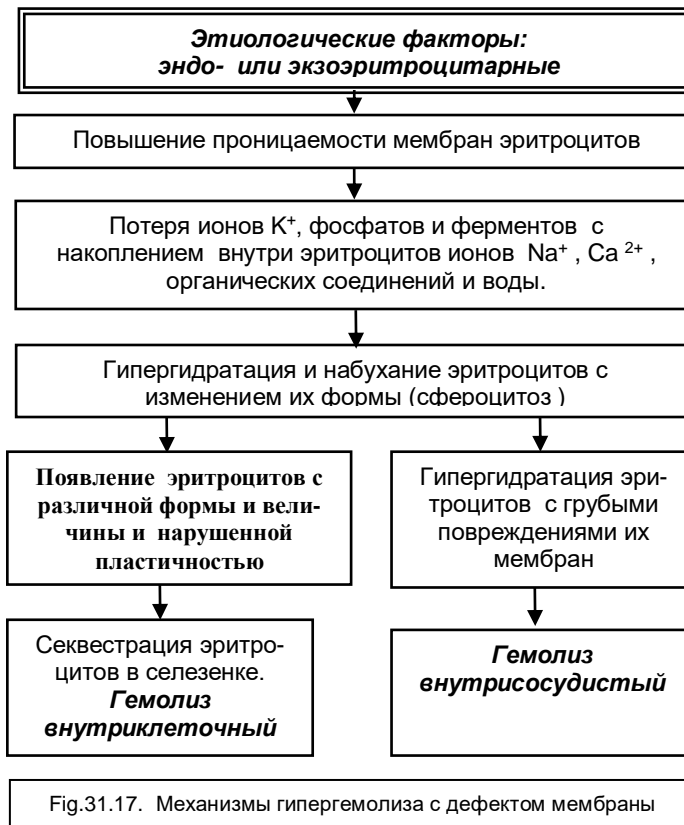 Этиологические факторы:
эндо- или экзоэритроцитарные
Повышение проницаемости мембран эритроцитов
Потеря ионов K⁺, фосфатов и ферментов с
накоплением внутри эритроцитов ионов Na⁺ , Ca ²⁺ ,
органических соединений и воды.
Гипергидратация и набухание эритроцитов с
изменением их формы (сфероцитоз )
Появление эритроцитов с
различной формы и вели-
чины и нарушенной
пластичностью
Гипергидратация эри-
троцитов с грубыми
повреждениями их
мембран
Секвестрация эритро-
цитов в селезенке.
Гемолиз
внутриклеточный
Гемолиз
внутрисосудистый
Fig.31.17. Механизмы гипергемолиза с дефектом мембраны